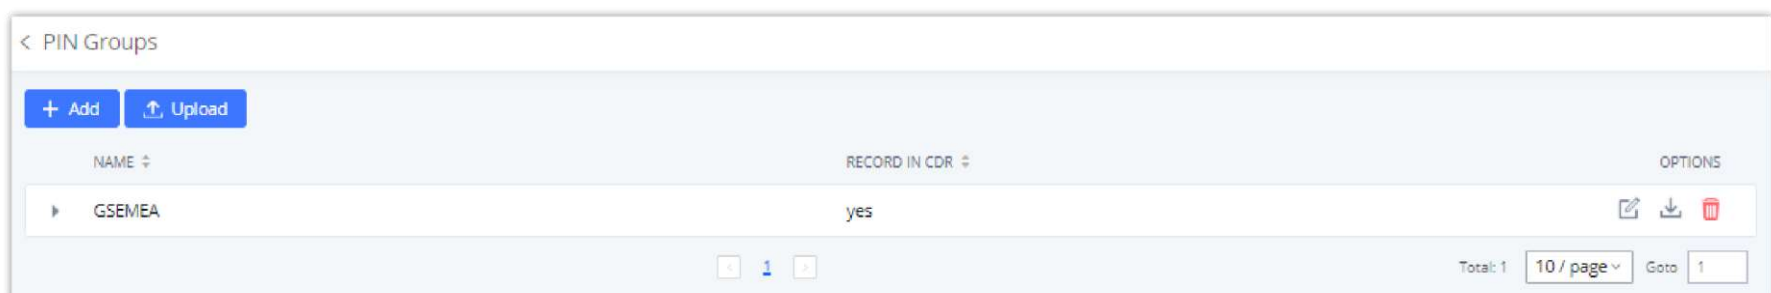 PIN Groups
Add Upload
NAME RECORD IN CDR OPTIONS
GSEMEA yes
1 Total: 1 10 / page Goto 1